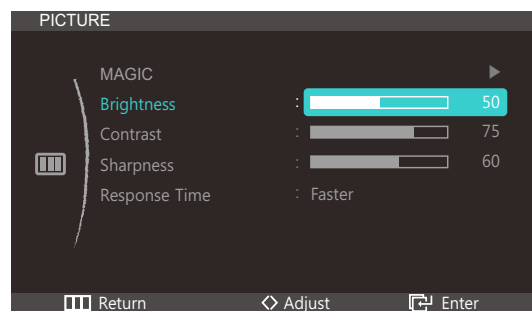 PICTURE
MAGIC
Brightness : 50
Contrast : 75
Sharpness : 60
Response Time : Faster
Return Adjust Enter